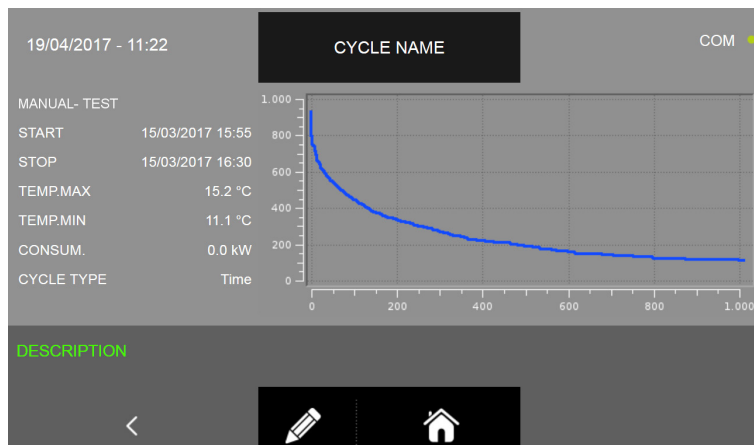 19/04/2017 - 11:22
CYCLE NAME
COM
MANUAL- TEST
START 15/03/2017 15:55
STOP 15/03/2017 16:30
TEMP.MAX 15.2 °C
TEMP.MIN 11.1 °C
CONSUM. 0.0 kW
CYCLE TYPE Time
1.000
800
600
400
200
0
0 200 400 600 800 1.000
DESCRIPTION